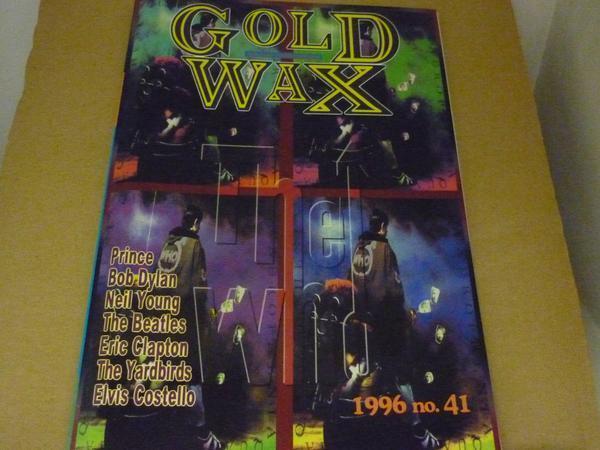 GOLD
WAX
The
Who
Prince
Bob Dylan
Neil Young
The Beatles
Eric Clapton
The Yardbirds
Elvis Costello
1996 no. 41